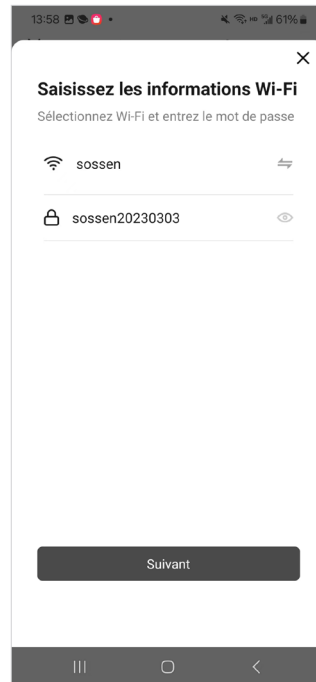 13:58
61%
Saisissez les informations Wi-Fi
Sélectionnez Wi-Fi et entrez le mot de passe
sossen
sossen20230303
Suivant